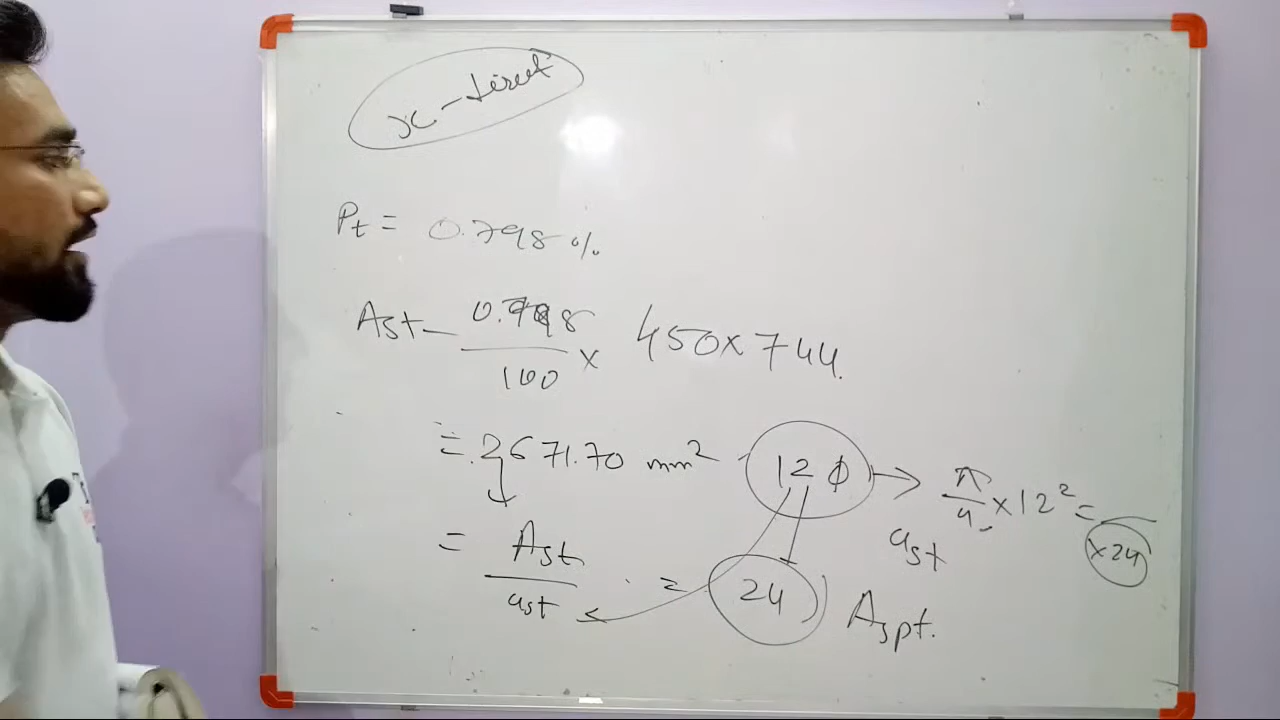 x-direct
Pt = 0.798 %
Ast - 0.798 / 100 × 450 × 744.
= 2671.70 mm² 12 ϕ → π/4 × 12² =
ast ×24
= Ast / ast = 24 Aspt.